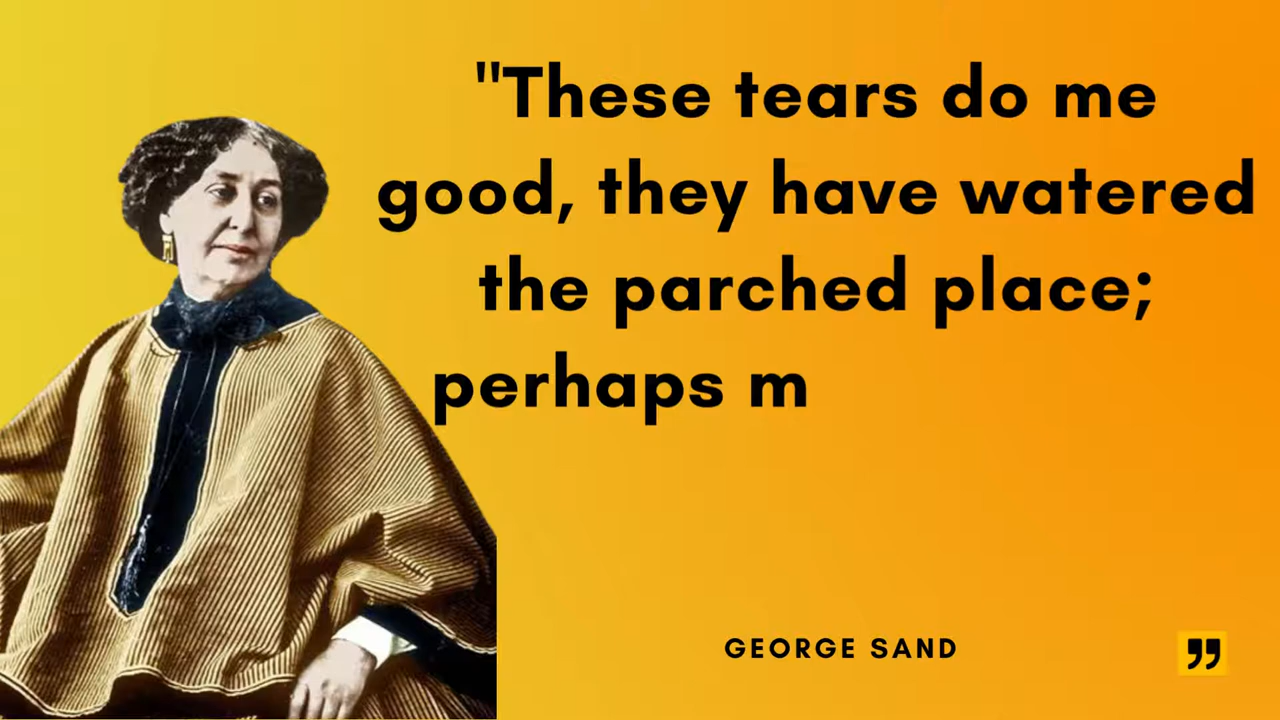 "These tears do me
good, they have watered
the parched place;
perhaps m
GEORGE SAND